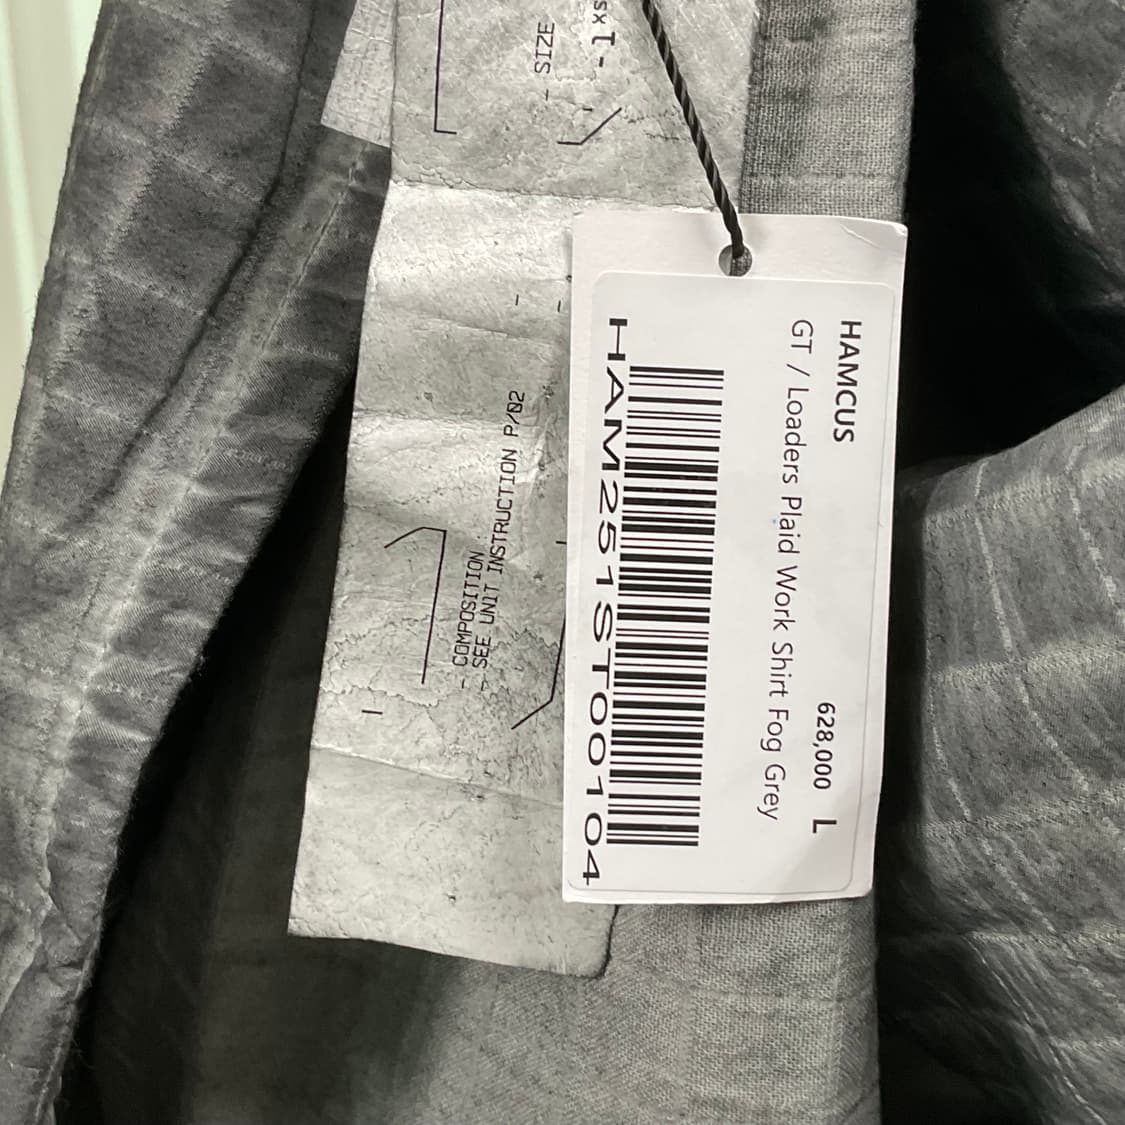 HAMCUS
GT / Loaders Plaid Work Shirt Fog Grey
628,000 L
HAM251ST00104
- SIZE
- COMPOSITION
- SEE UNIT INSTRUCTION P/02